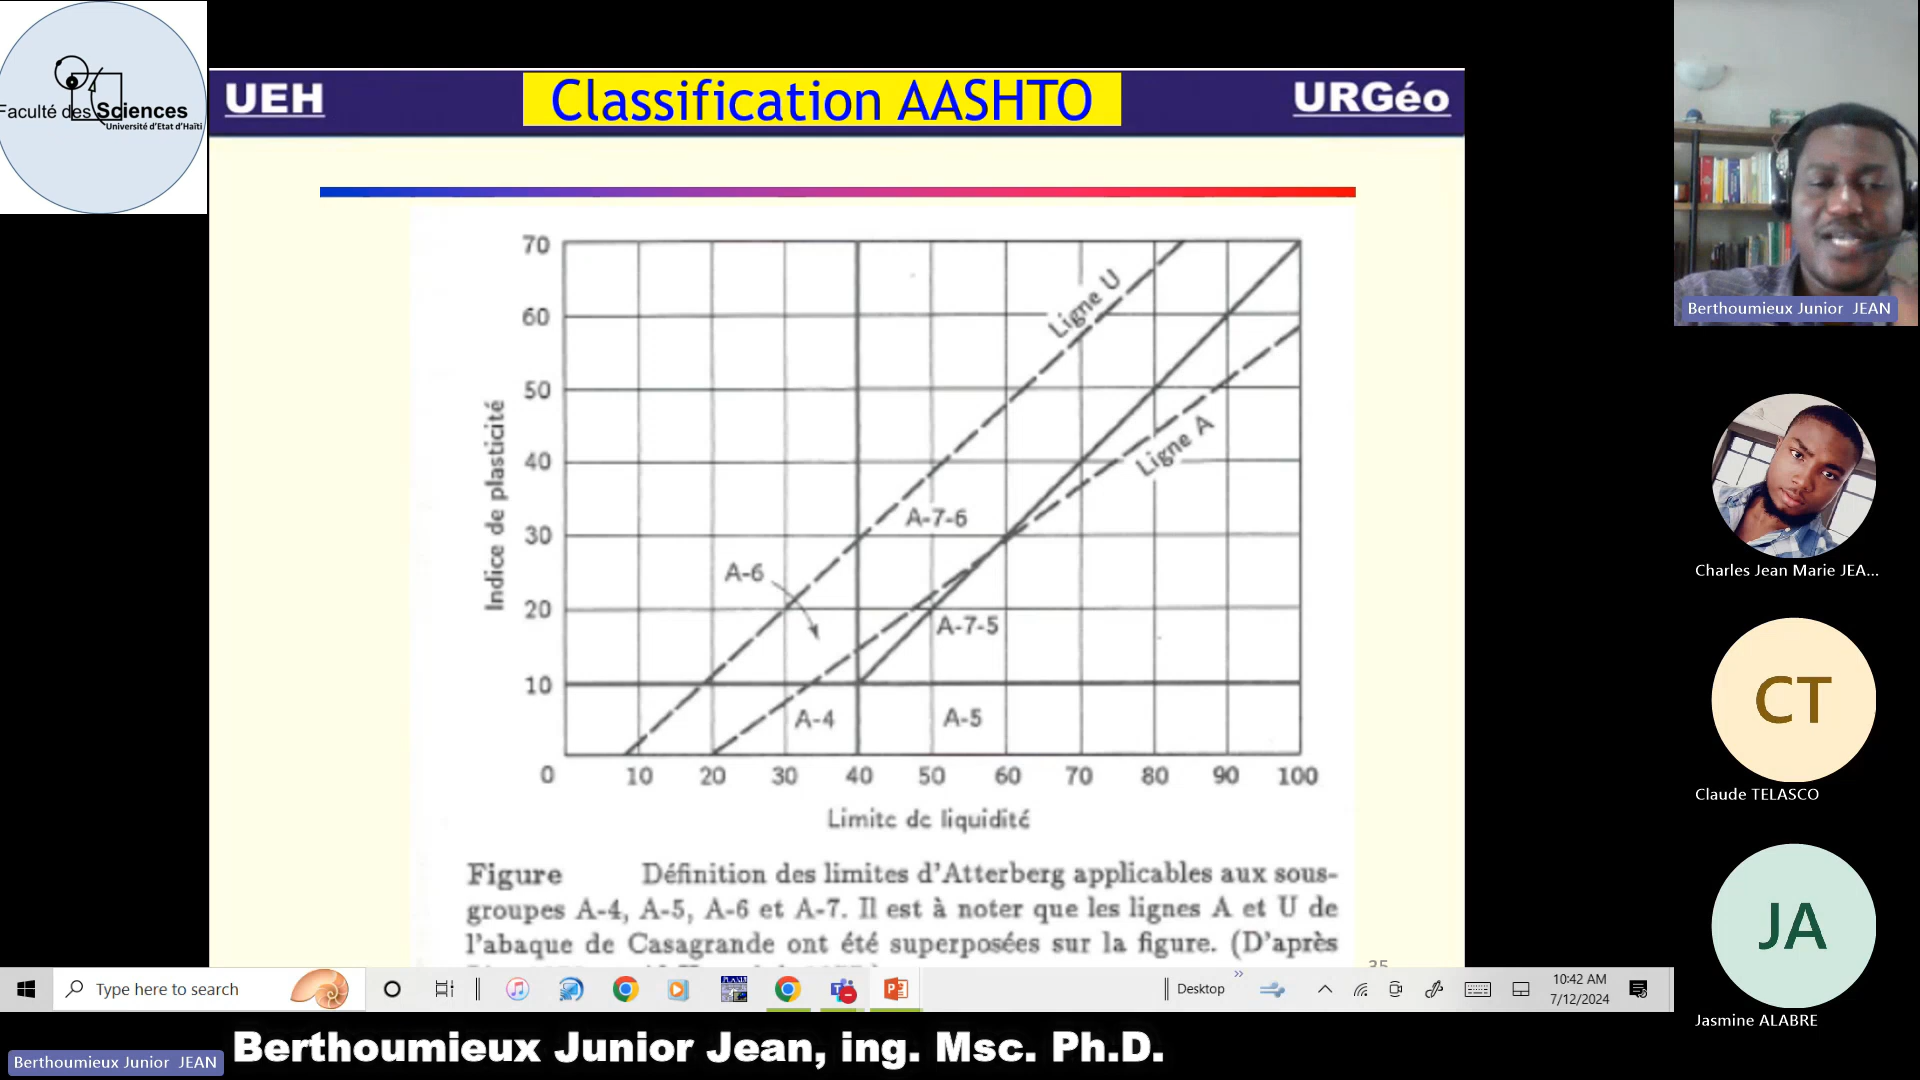 Faculté des Sciences
Université d'Etat d'Haïti
UEH
Classification AASHTO
URGéo
70
60
50
40
30
20
10
0
10
20
30
40
50
60
70
80
90
100
Indice de plasticité
Limite de liquidité
Ligne U
Ligne A
A-7-6
A-6
A-7-5
A-4
A-5
Figure Définition des limites d'Atterberg applicables aux sous-
groupes A-4, A-5, A-6 et A-7. Il est à noter que les lignes A et U de
l'abaque de Casagrande ont été superposées sur la figure. (D'après
Type here to search
Desktop
10:42 AM
7/12/2024
Berthoumieux Junior JEAN
Berthoumieux Junior Jean, ing. Msc. Ph.D.
Berthoumieux Junior JEAN
Charles Jean Marie JEA...
CT
Claude TELASCO
JA
Jasmine ALABRE